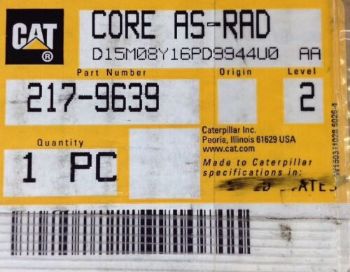 CAT®
CORE AS-RAD
D15M08Y16PD9944U0 AA
Part Number Origin Level
217-9639 2
Quantity
1 PC
Caterpillar Inc.
Peoria, Illinois 61629 USA
www.cat.com
Made to Caterpillar
specifications in: